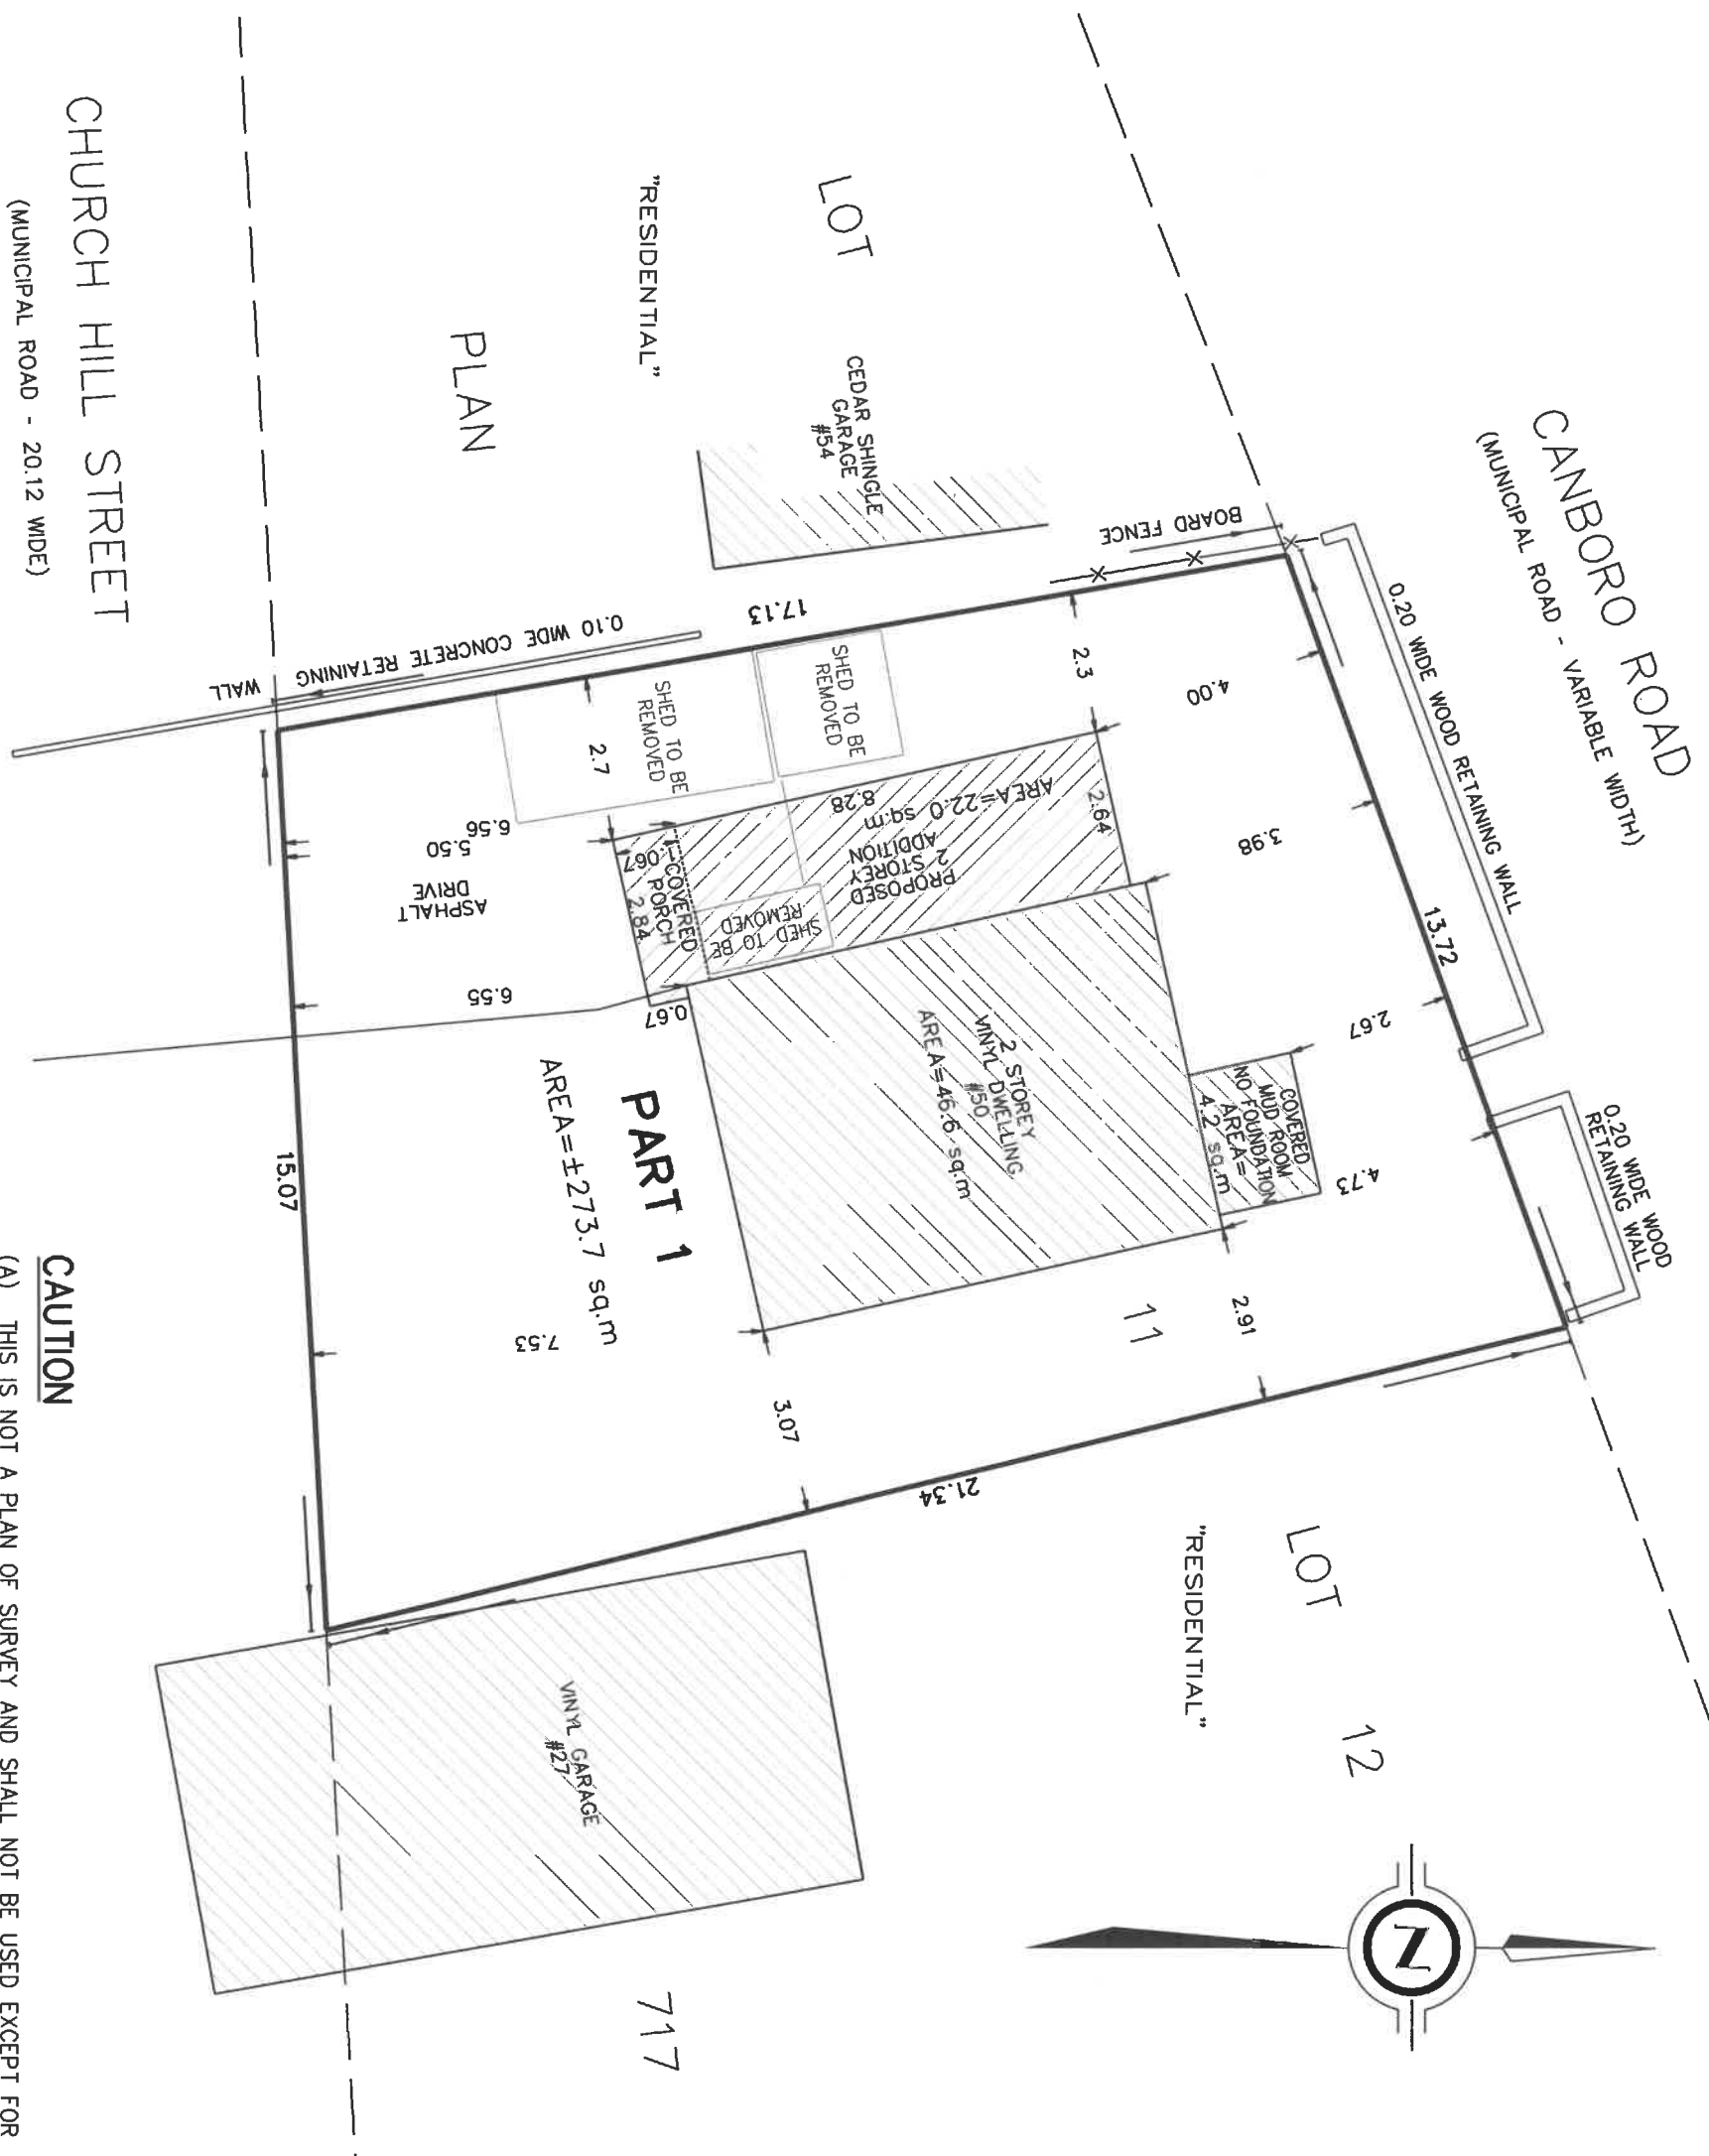 CANBORO ROAD
(MUNICIPAL ROAD - VARIABLE WIDTH)
0.20 WIDE WOOD RETAINING WALL
0.20 WIDE WOOD
RETAINING WALL
13.72
BOARD FENCE
4.00
3.98
2.67
4.73
2.3
LOT
"RESIDENTIAL"
CEDAR SHINGLE
GARAGE
#54
PLAN
17.13
0.10 WIDE CONCRETE RETAINING WALL
SHED TO BE
REMOVED
SHED TO BE
REMOVED
2.7
2.64
8.28
PROPOSED
2 STOREY
ADDITION
AREA=22.0 sq.m
SHED TO BE
REMOVED
COVERED
PORCH
1.067
2.84
0.67
COVERED
MUD ROOM
NO FOUNDATION
AREA=
4.2 sq.m
2 STOREY
VINYL DWELLING
#50
AREA=46.6 sq.m
11
2.91
3.07
6.56
5.50
ASPHALT
DRIVE
6.55
7.53
PART 1
AREA=±273.7 sq.m
15.07
21.34
LOT
12
"RESIDENTIAL"
VINYL GARAGE
#27
717
N
CHURCH HILL STREET
(MUNICIPAL ROAD - 20.12 WIDE)
CAUTION
(A) THIS IS NOT A PLAN OF SURVEY AND SHALL NOT BE USED EXCEPT FOR